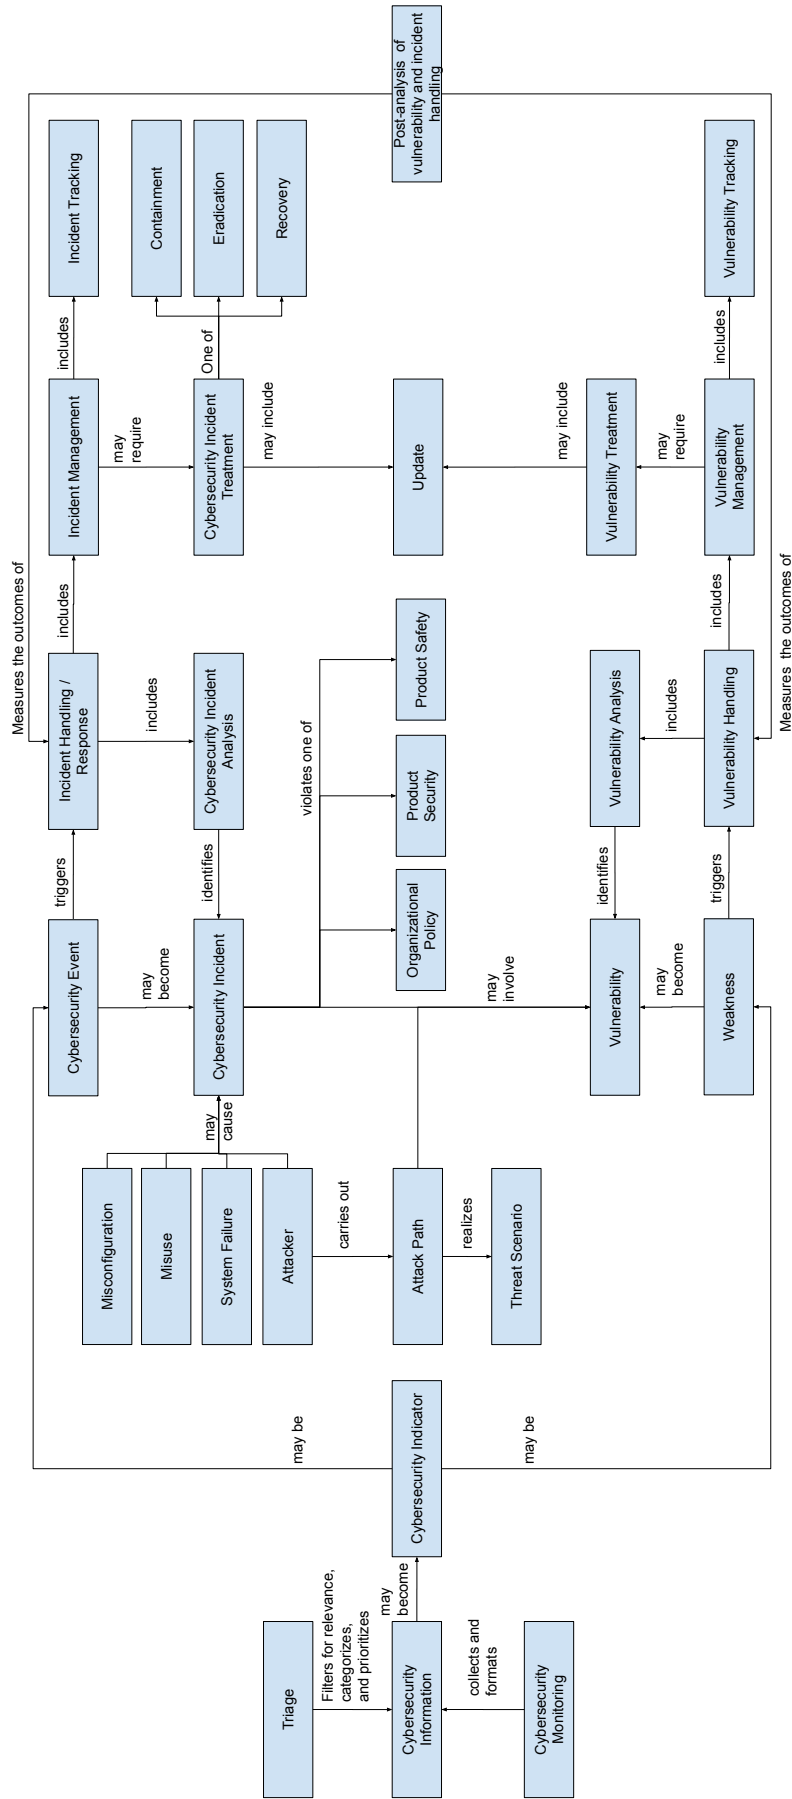 Triage
Filters for relevance,
categorizes,
and prioritizes
Cybersecurity
Information
collects and
formats
Cybersecurity
Monitoring
may
become
Cybersecurity Indicator
may be
may be
Misconfiguration
Misuse
System Failure
Attacker
may
cause
carries out
Attack Path
realizes
Threat Scenario
Cybersecurity Event
may
become
Cybersecurity Incident
may
involve
Vulnerability
may
become
Weakness
triggers
identifies
violates one of
Organizational
Policy
Product
Security
Product Safety
identifies
triggers
Measures the outcomes of
Incident Handling /
Response
includes
Cybersecurity Incident
Analysis
Vulnerability Analysis
includes
Vulnerability Handling
Measures  the outcomes of
includes
includes
Incident Management
may
require
Cybersecurity Incident
Treatment
may include
Update
may include
Vulnerability Treatment
may
require
Vulnerability
Management
includes
One of
includes
Incident Tracking
Containment
Eradication
Recovery
Vulnerability Tracking
Post-analysis  of
vulnerability and incident
handling